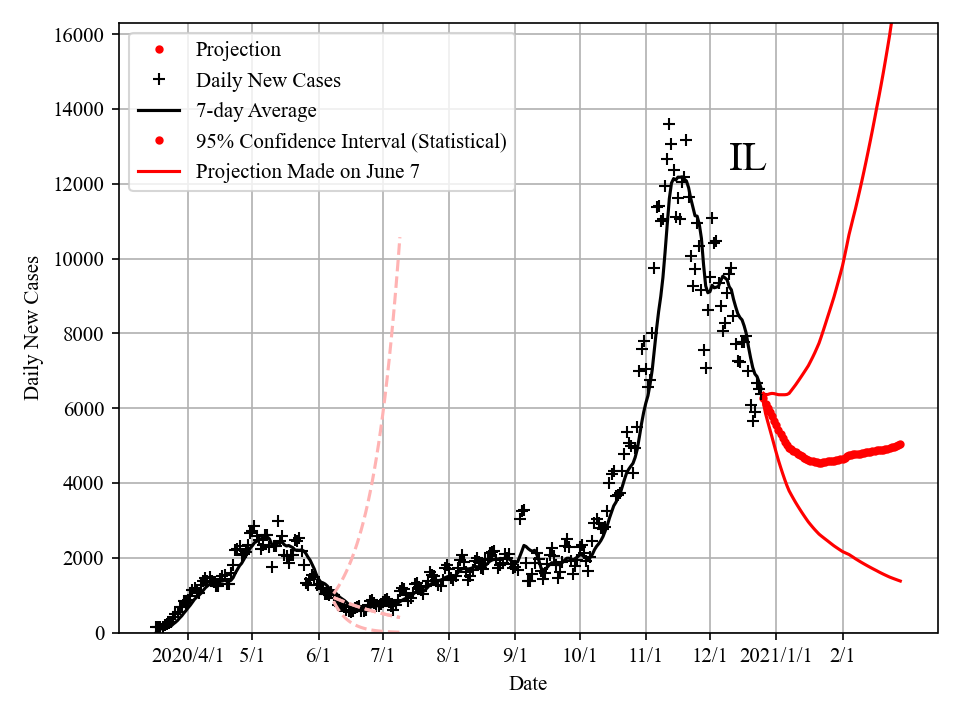 16000
14000
12000
10000
8000
6000
4000
2000
0
Daily New Cases
Projection
Daily New Cases
7-day Average
95% Confidence Interval (Statistical)
Projection Made on June 7
IL
2020/4/1 5/1 6/1 7/1 8/1 9/1 10/1 11/1 12/1 2021/1/1 2/1
Date